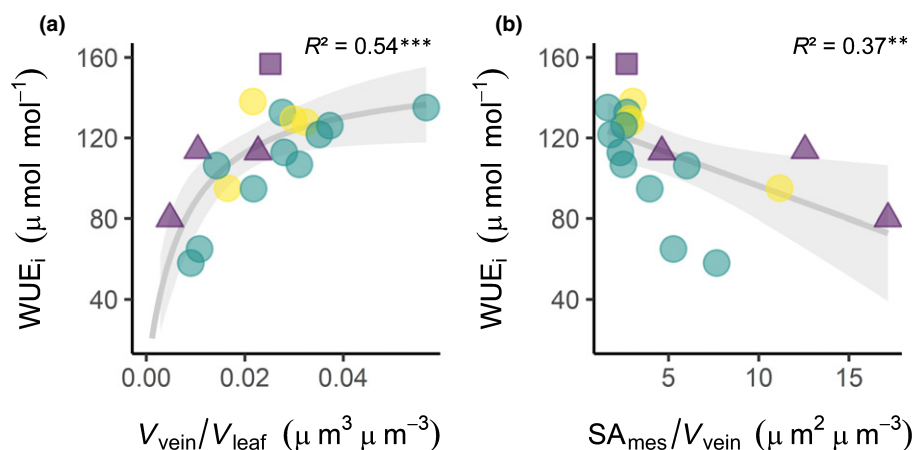 (a)
R² = 0.54***
160
120
80
40
WUEi (μ mol mol−1)
0.00 0.02 0.04
Vvein/Vleaf (μ m3 μ m−3)
(b)
R² = 0.37**
160
120
80
40
WUEi (μ mol mol−1)
5 10 15
SAmes/Vvein (μ m2 μ m−3)